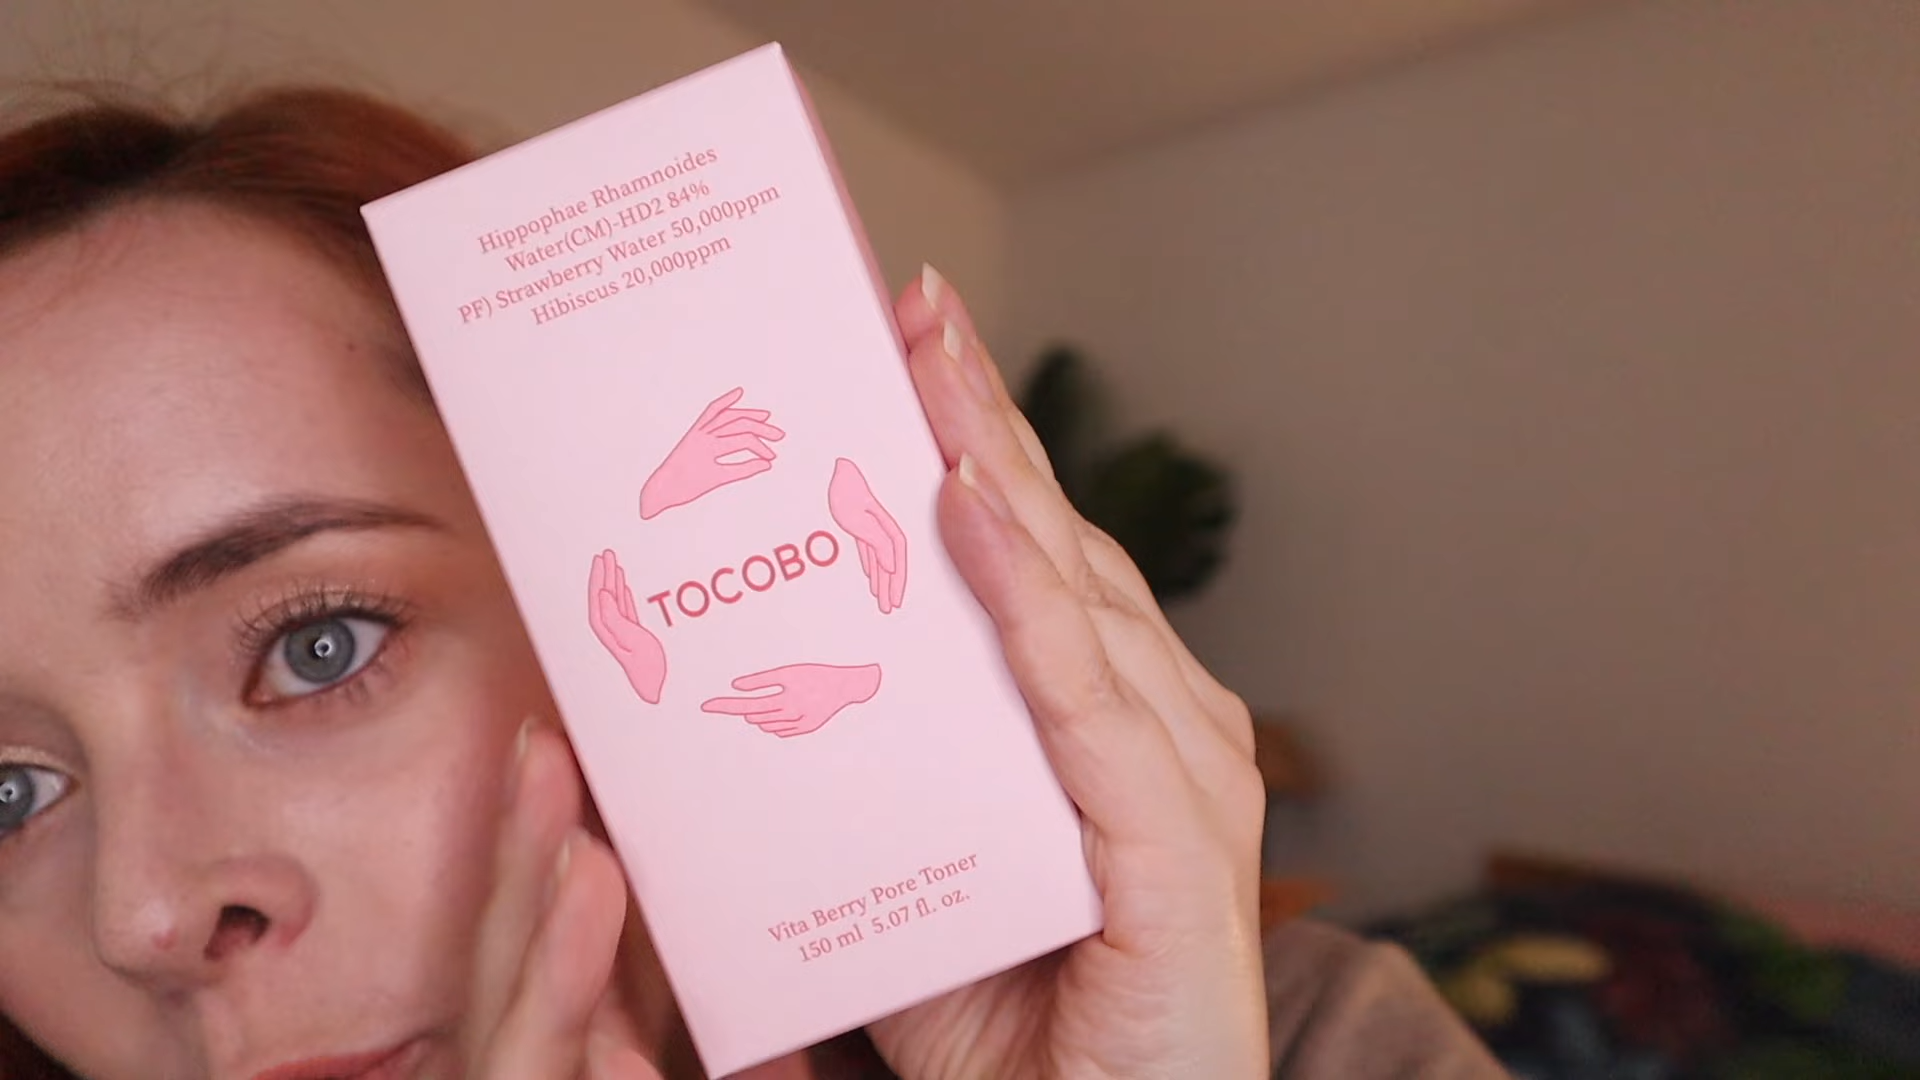 Hippophae Rhamnoides
Water(CM)-HD2 84%
PF) Strawberry Water 50,000ppm
Hibiscus 20,000ppm
TOCOBO
Vita Berry Pore Toner
150 ml 5.07 fl. oz.